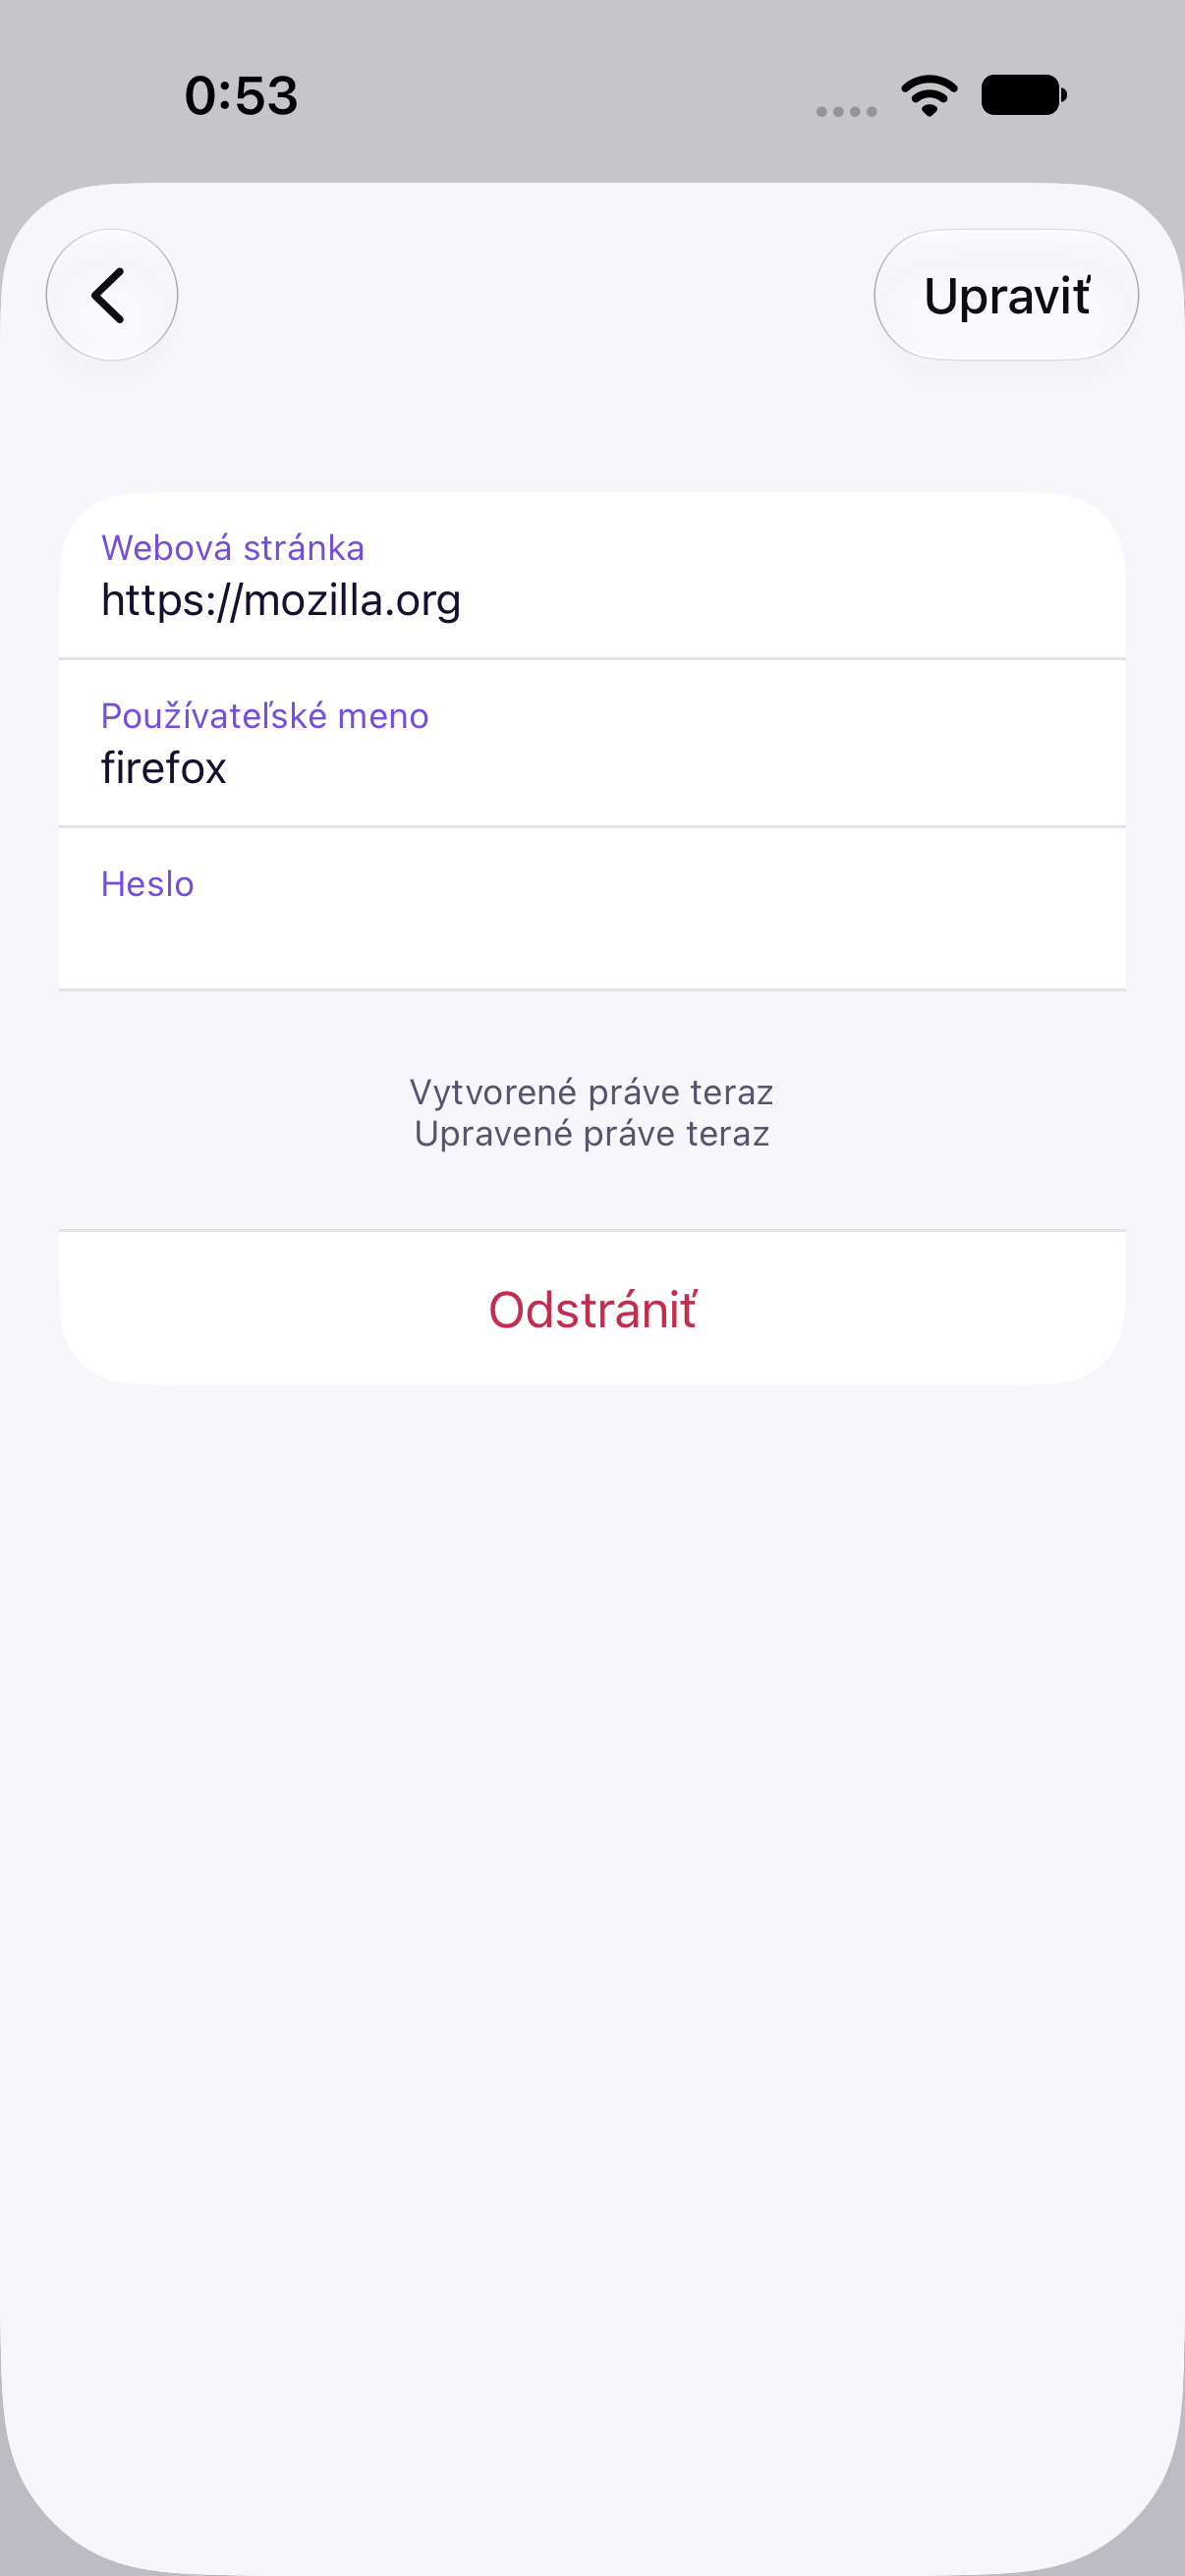 0:53
Upraviť
Webová stránka
https://mozilla.org
Používateľské meno
firefox
Heslo
Vytvorené práve teraz
Upravené práve teraz
Odstrániť